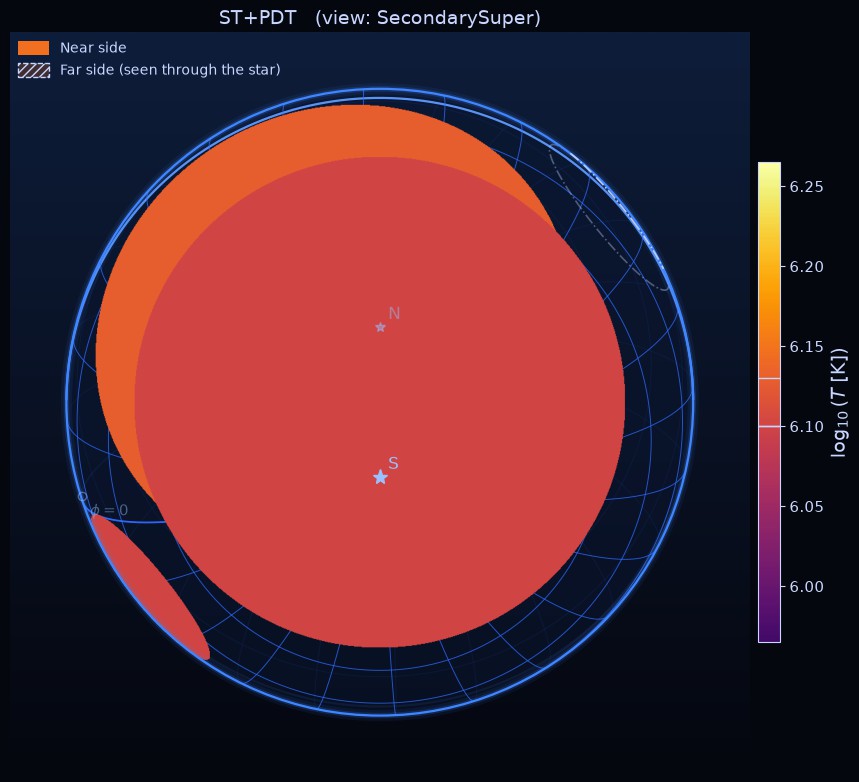 ST+PDT   (view: SecondarySuper)
Near side
Far side (seen through the star)
N
S
ϕ = 0
6.25
6.20
6.15
6.10
6.05
6.00
log₁₀(T [K])